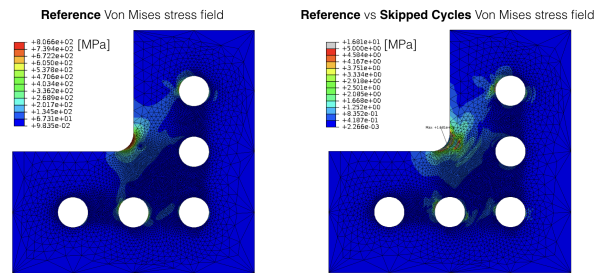 Reference Von Mises stress field
+8.066e+02
+7.394e+02
+6.722e+02
+6.050e+02
+5.378e+02
+4.706e+02
+4.034e+02
+3.362e+02
+2.689e+02
+2.017e+02
+1.345e+02
+6.731e+01
+9.835e-02
[MPa]
Reference vs Skipped Cycles Von Mises stress field
+1.681e+01
+5.000e+00
+4.584e+00
+4.167e+00
+3.751e+00
+3.334e+00
+2.918e+00
+2.501e+00
+2.085e+00
+1.668e+00
+1.252e+00
+8.352e-01
+4.187e-01
+2.266e-03
[MPa]